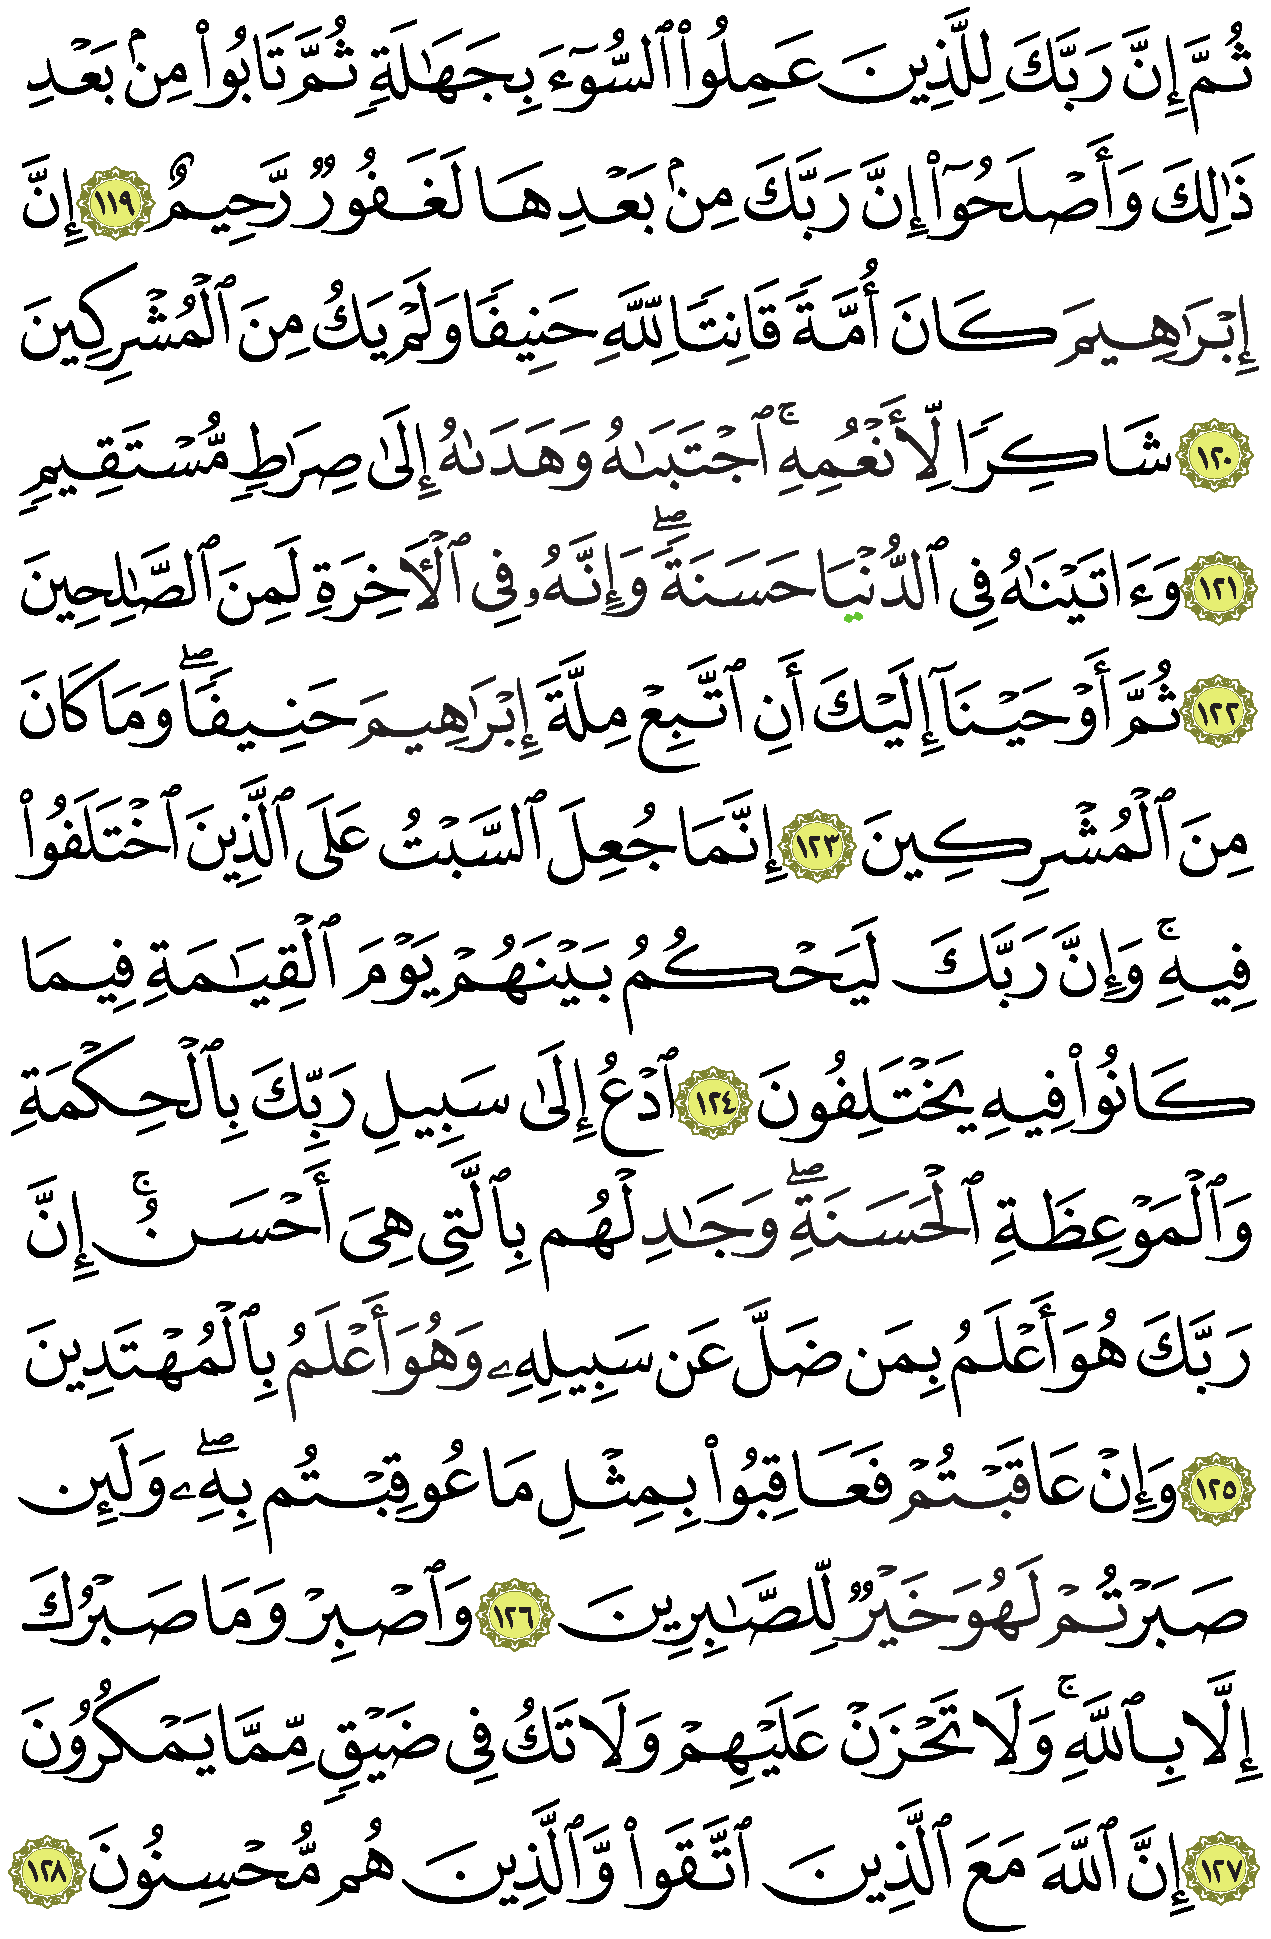 ثُمَّ إِنَّ رَبَّكَ لِلَّذِينَ عَمِلُوا۟ ٱلسُّوٓءَ بِجَهَـٰلَةٍ ثُمَّ تَابُوا۟ مِنۢ بَعْدِ
ذَٰلِكَ وَأَصْلَحُوٓا۟ إِنَّ رَبَّكَ مِنۢ بَعْدِهَا لَغَفُورٌ رَّحِيمٌ ١١٩ إِنَّ
إِبْرَٰهِيمَ كَانَ أُمَّةً قَانِتًا لِلَّهِ حَنِيفًا وَلَمْ يَكُ مِنَ ٱلْمُشْرِكِينَ
١٢٠ شَاكِرًا لِّأَنْعُمِهِ ۚ ٱجْتَبَىٰهُ وَهَدَىٰهُ إِلَىٰ صِرَٰطٍ مُّسْتَقِيمٍ
١٢١ وَءَاتَيْنَـٰهُ فِى ٱلدُّنْيَا حَسَنَةً ۖ وَإِنَّهُۥ فِى ٱلْـَٔاخِرَةِ لَمِنَ ٱلصَّـٰلِحِينَ
١٢٢ ثُمَّ أَوْحَيْنَآ إِلَيْكَ أَنِ ٱتَّبِعْ مِلَّةَ إِبْرَٰهِيمَ حَنِيفًا ۖ وَمَا كَانَ
مِنَ ٱلْمُشْرِكِينَ ١٢٣ إِنَّمَا جُعِلَ ٱلسَّبْتُ عَلَى ٱلَّذِينَ ٱخْتَلَفُوا۟
فِيهِ ۚ وَإِنَّ رَبَّكَ لَيَحْكُمُ بَيْنَهُمْ يَوْمَ ٱلْقِيَـٰمَةِ فِيمَا
كَانُوا۟ فِيهِ يَخْتَلِفُونَ ١٢٤ ٱدْعُ إِلَىٰ سَبِيلِ رَبِّكَ بِٱلْحِكْمَةِ
وَٱلْمَوْعِظَةِ ٱلْحَسَنَةِ ۖ وَجَـٰدِلْهُم بِٱلَّتِى هِىَ أَحْسَنُ ۚ إِنَّ
رَبَّكَ هُوَ أَعْلَمُ بِمَن ضَلَّ عَن سَبِيلِهِۦ وَهُوَ أَعْلَمُ بِٱلْمُهْتَدِينَ
١٢٥ وَإِنْ عَاقَبْتُمْ فَعَاقِبُوا۟ بِمِثْلِ مَا عُوقِبْتُم بِهِۦ ۖ وَلَئِن
صَبَرْتُمْ لَهُوَ خَيْرٌ لِّلصَّـٰبِرِينَ ١٢٦ وَٱصْبِرْ وَمَا صَبْرُكَ
إِلَّا بِٱللَّهِ ۚ وَلَا تَحْزَنْ عَلَيْهِمْ وَلَا تَكُ فِى ضَيْقٍ مِّمَّا يَمْكُرُونَ
١٢٧ إِنَّ ٱللَّهَ مَعَ ٱلَّذِينَ ٱتَّقَوا۟ وَّٱلَّذِينَ هُم مُّحْسِنُونَ ١٢٨